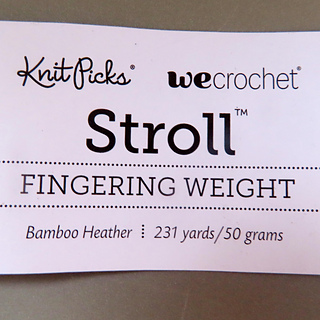 Knit Picks® wecrochet®
Stroll™
FINGERING WEIGHT
Bamboo Heather ⁞ 231 yards/50 grams